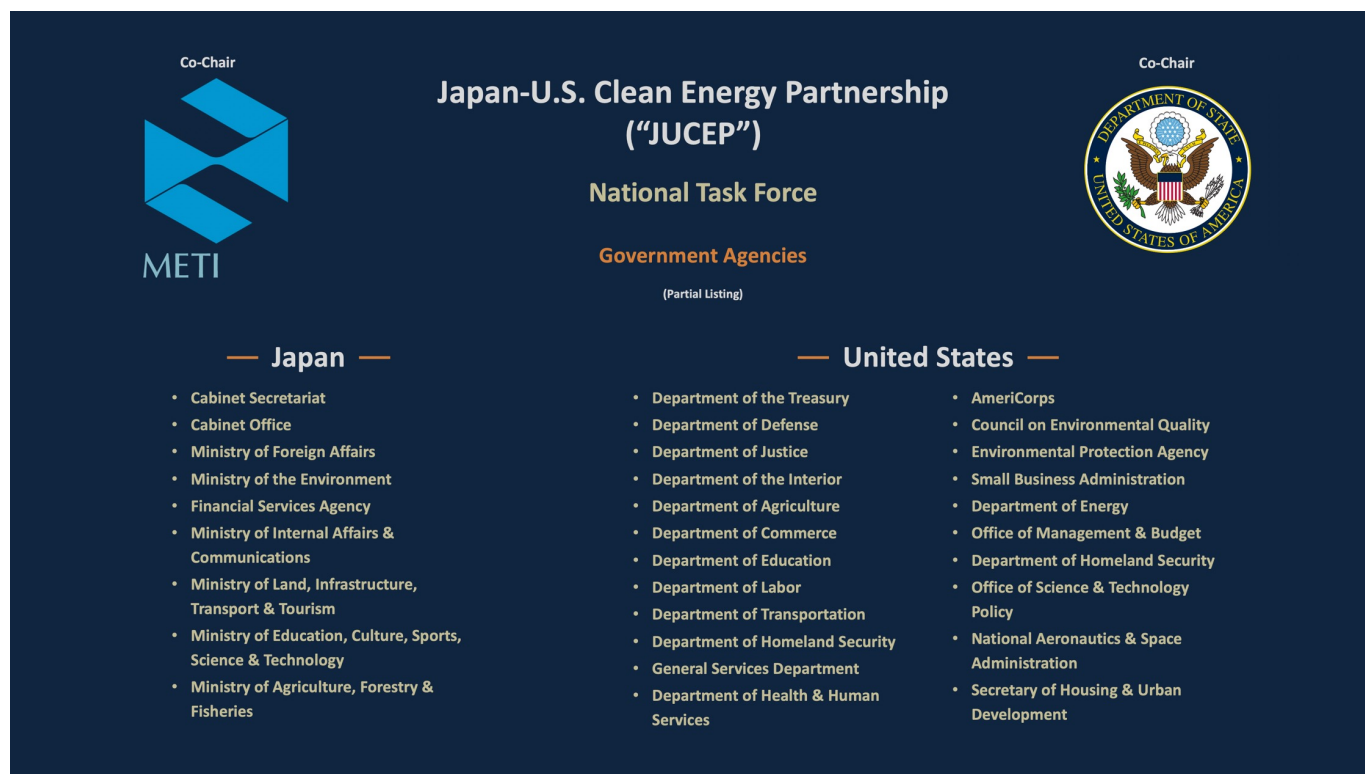 Co-Chair
METI
Japan-U.S. Clean Energy Partnership
(“JUCEP”)
National Task Force
Government Agencies
(Partial Listing)
Co-Chair
DEPARTMENT OF STATE
UNITED STATES OF AMERICA
Japan
• Cabinet Secretariat
• Cabinet Office
• Ministry of Foreign Affairs
• Ministry of the Environment
• Financial Services Agency
• Ministry of Internal Affairs &
Communications
• Ministry of Land, Infrastructure,
Transport & Tourism
• Ministry of Education, Culture, Sports,
Science & Technology
• Ministry of Agriculture, Forestry &
Fisheries
United States
• Department of the Treasury
• Department of Defense
• Department of Justice
• Department of the Interior
• Department of Agriculture
• Department of Commerce
• Department of Education
• Department of Labor
• Department of Transportation
• Department of Homeland Security
• General Services Department
• Department of Health & Human
Services
• AmeriCorps
• Council on Environmental Quality
• Environmental Protection Agency
• Small Business Administration
• Department of Energy
• Office of Management & Budget
• Department of Homeland Security
• Office of Science & Technology
Policy
• National Aeronautics & Space
Administration
• Secretary of Housing & Urban
Development